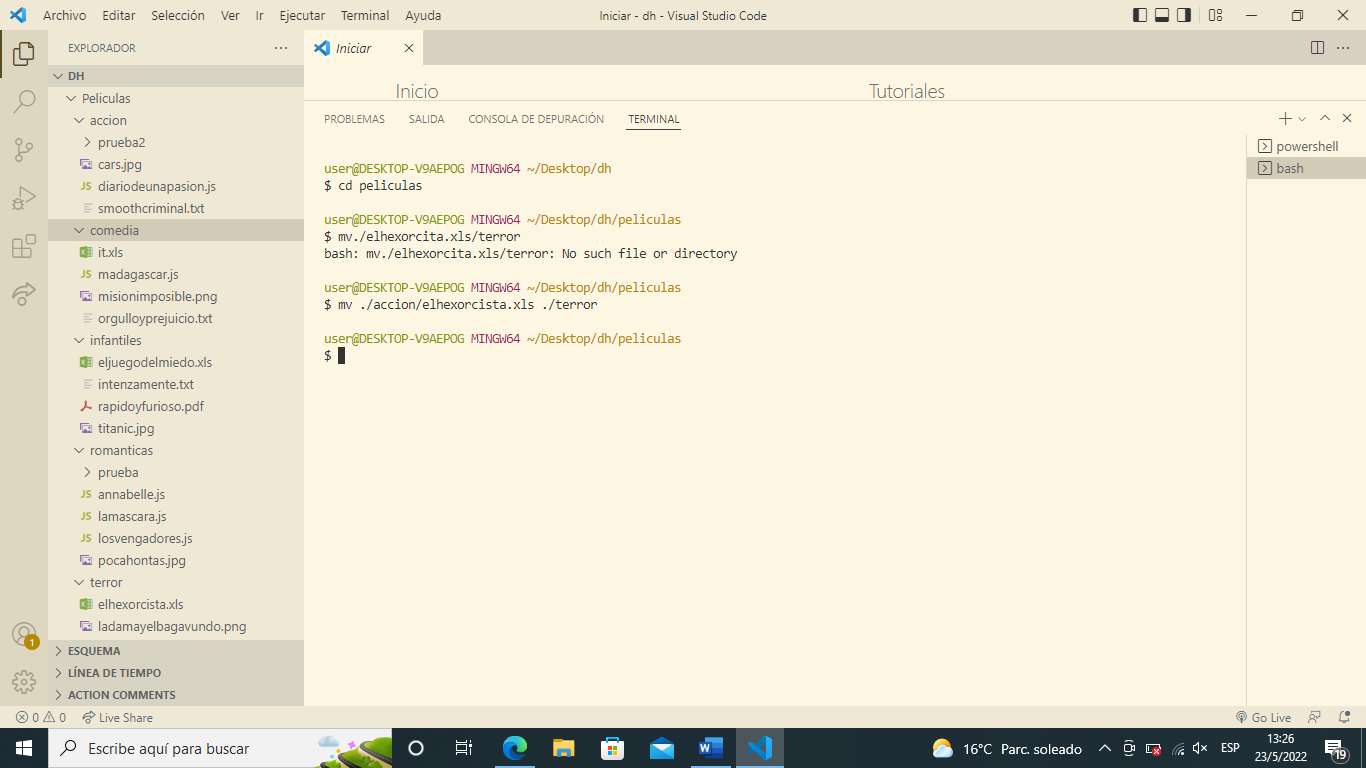 Archivo Editar Selección Ver Ir Ejecutar Terminal Ayuda Iniciar - dh - Visual Studio Code
EXPLORADOR
DH
Peliculas
accion
prueba2
cars.jpg
JS diariodeunapasion.js
smoothcriminal.txt
comedia
it.xls
JS madagascar.js
misionimposible.png
orgulloyprejuicio.txt
infantiles
eljuegodelmiedo.xls
intenzamente.txt
rapidoyfurioso.pdf
titanic.jpg
romanticas
prueba
JS annabelle.js
JS lamascara.js
JS losvengadores.js
pocahontas.jpg
terror
elhexorcista.xls
ladamayelbagavundo.png
ESQUEMA
LÍNEA DE TIEMPO
ACTION COMMENTS
Iniciar
Inicio Tutoriales
PROBLEMAS SALIDA CONSOLA DE DEPURACIÓN TERMINAL
user@DESKTOP-V9AEPOG MINGW64 ~/Desktop/dh
$ cd peliculas
user@DESKTOP-V9AEPOG MINGW64 ~/Desktop/dh/peliculas
$ mv./elhexorcita.xls/terror
bash: mv./elhexorcita.xls/terror: No such file or directory
user@DESKTOP-V9AEPOG MINGW64 ~/Desktop/dh/peliculas
$ mv ./accion/elhexorcista.xls ./terror
user@DESKTOP-V9AEPOG MINGW64 ~/Desktop/dh/peliculas
$
powershell
bash
1
0 0 Live Share Go Live
Escribe aquí para buscar
16°C Parc. soleado ESP
13:26
23/5/2022
19